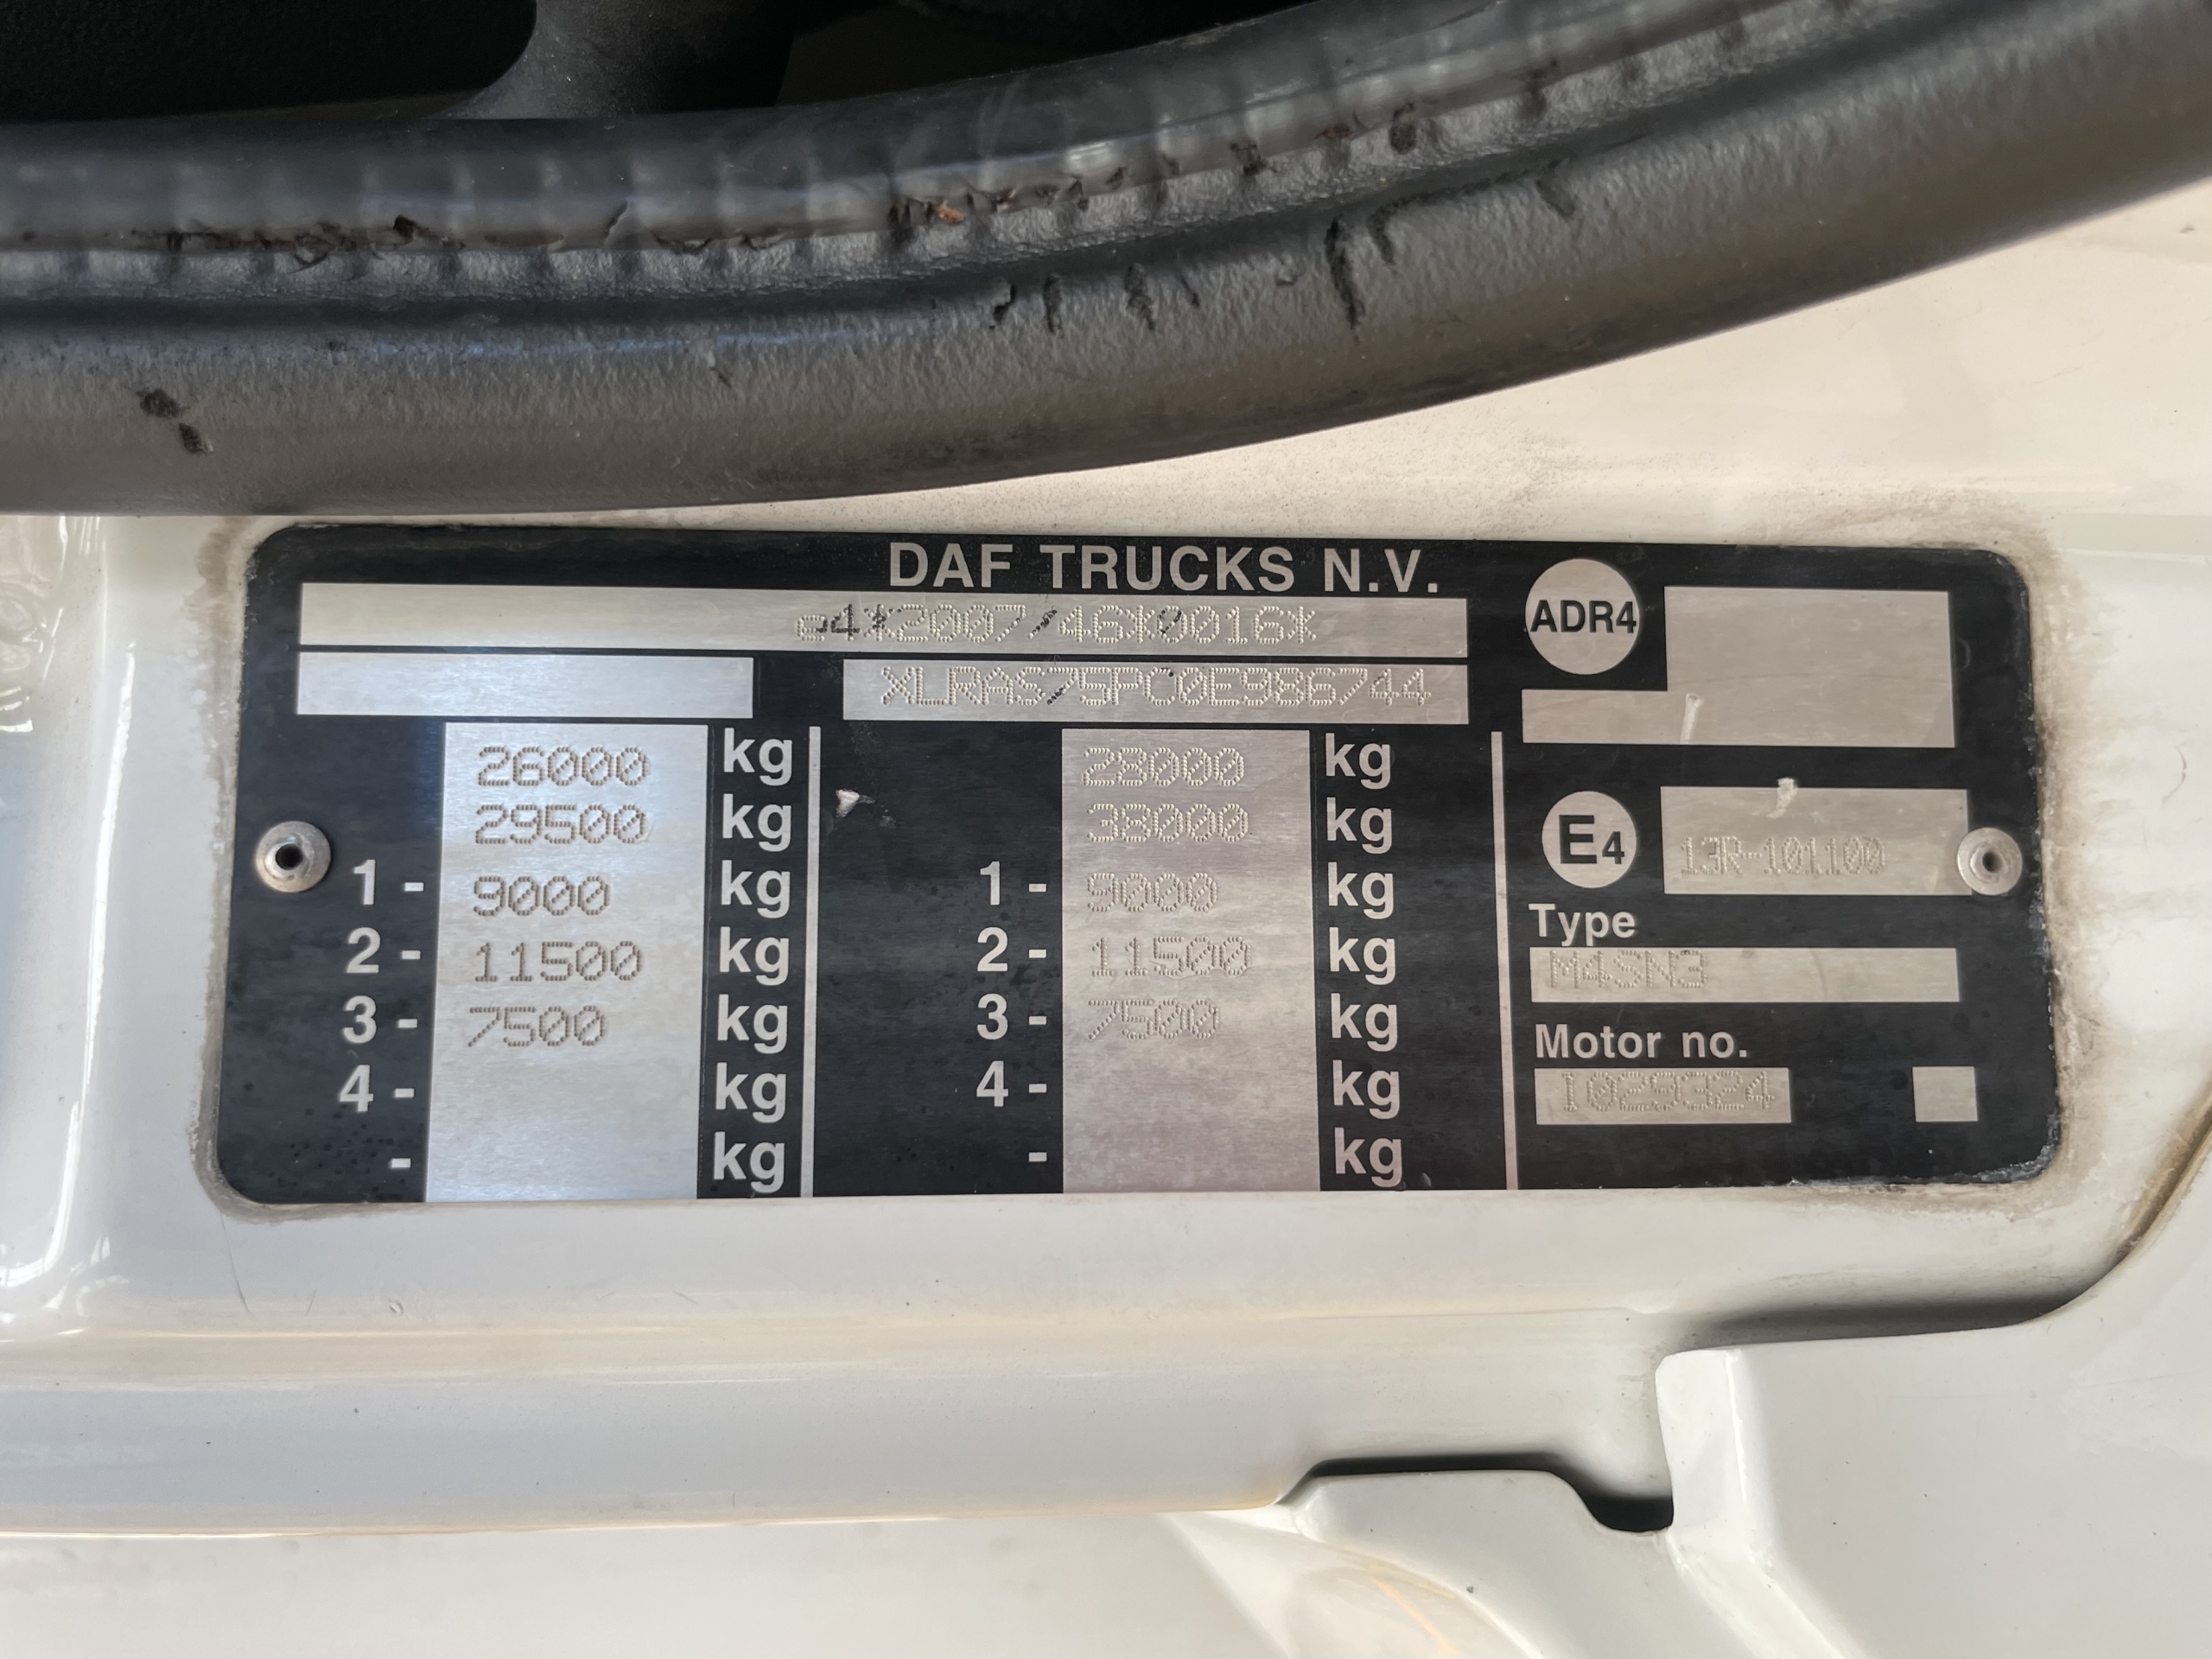 DAF TRUCKS N.V.
e4*2007/46*0016*
XLRAS75PC0E986744
26000 kg 28000 kg
29500 kg 38000 kg
1 - 9000 kg 1 - 9000 kg
2 - 11500 kg 2 - 11500 kg
3 - 7500 kg 3 - 7500 kg
4 - kg 4 - kg
- kg - kg
ADR4
E4 13R-101100
Type
M4SN3
Motor no.
1029324